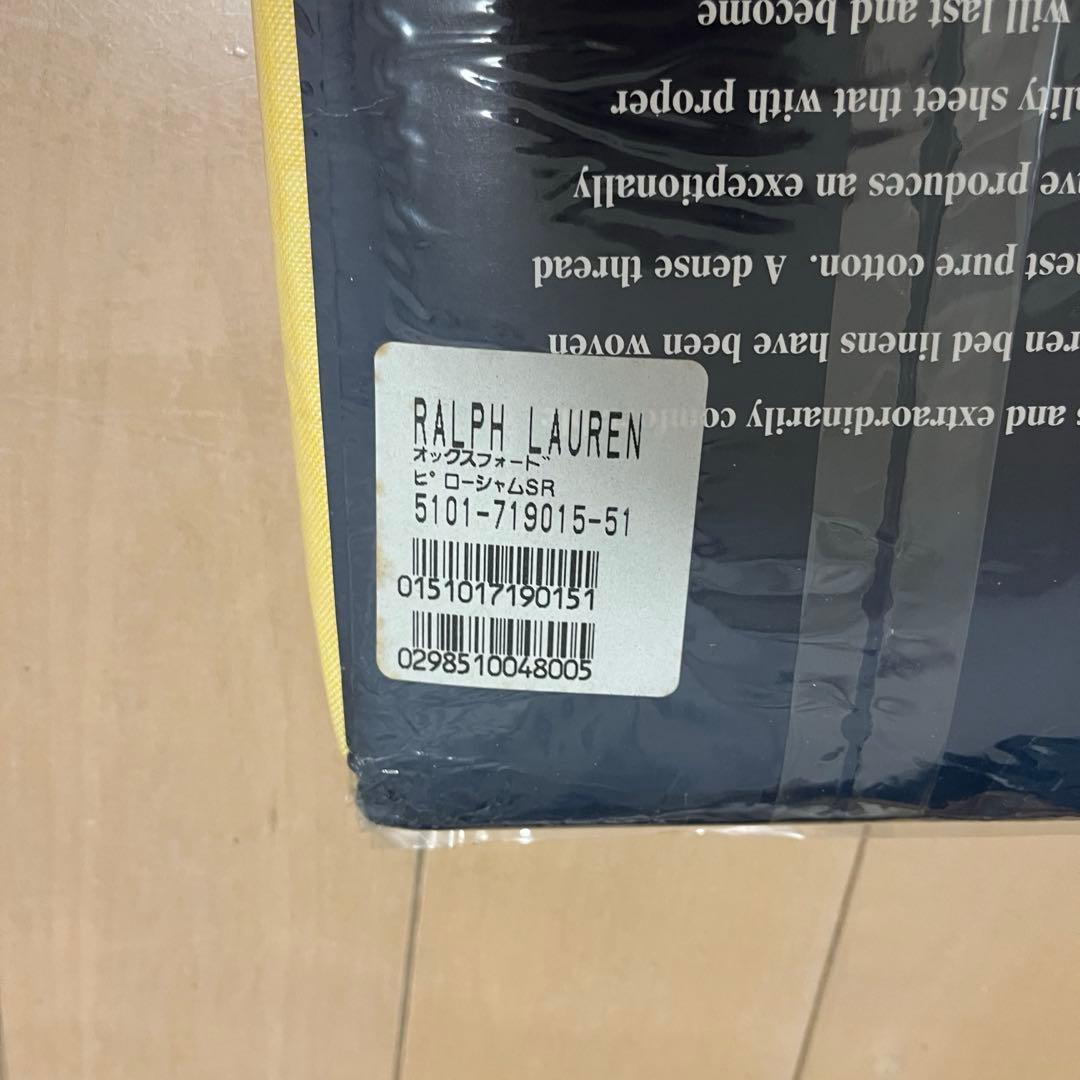 RALPH LAUREN
オックスフォード
ピローシャムSR
5101-719015-51
0151017190151
0298510048005
s and extraordinarily
ren bed linens have been woven
est pure cotton. A dense thread
ve produces an exceptionally
lity sheet that with proper
will last and become